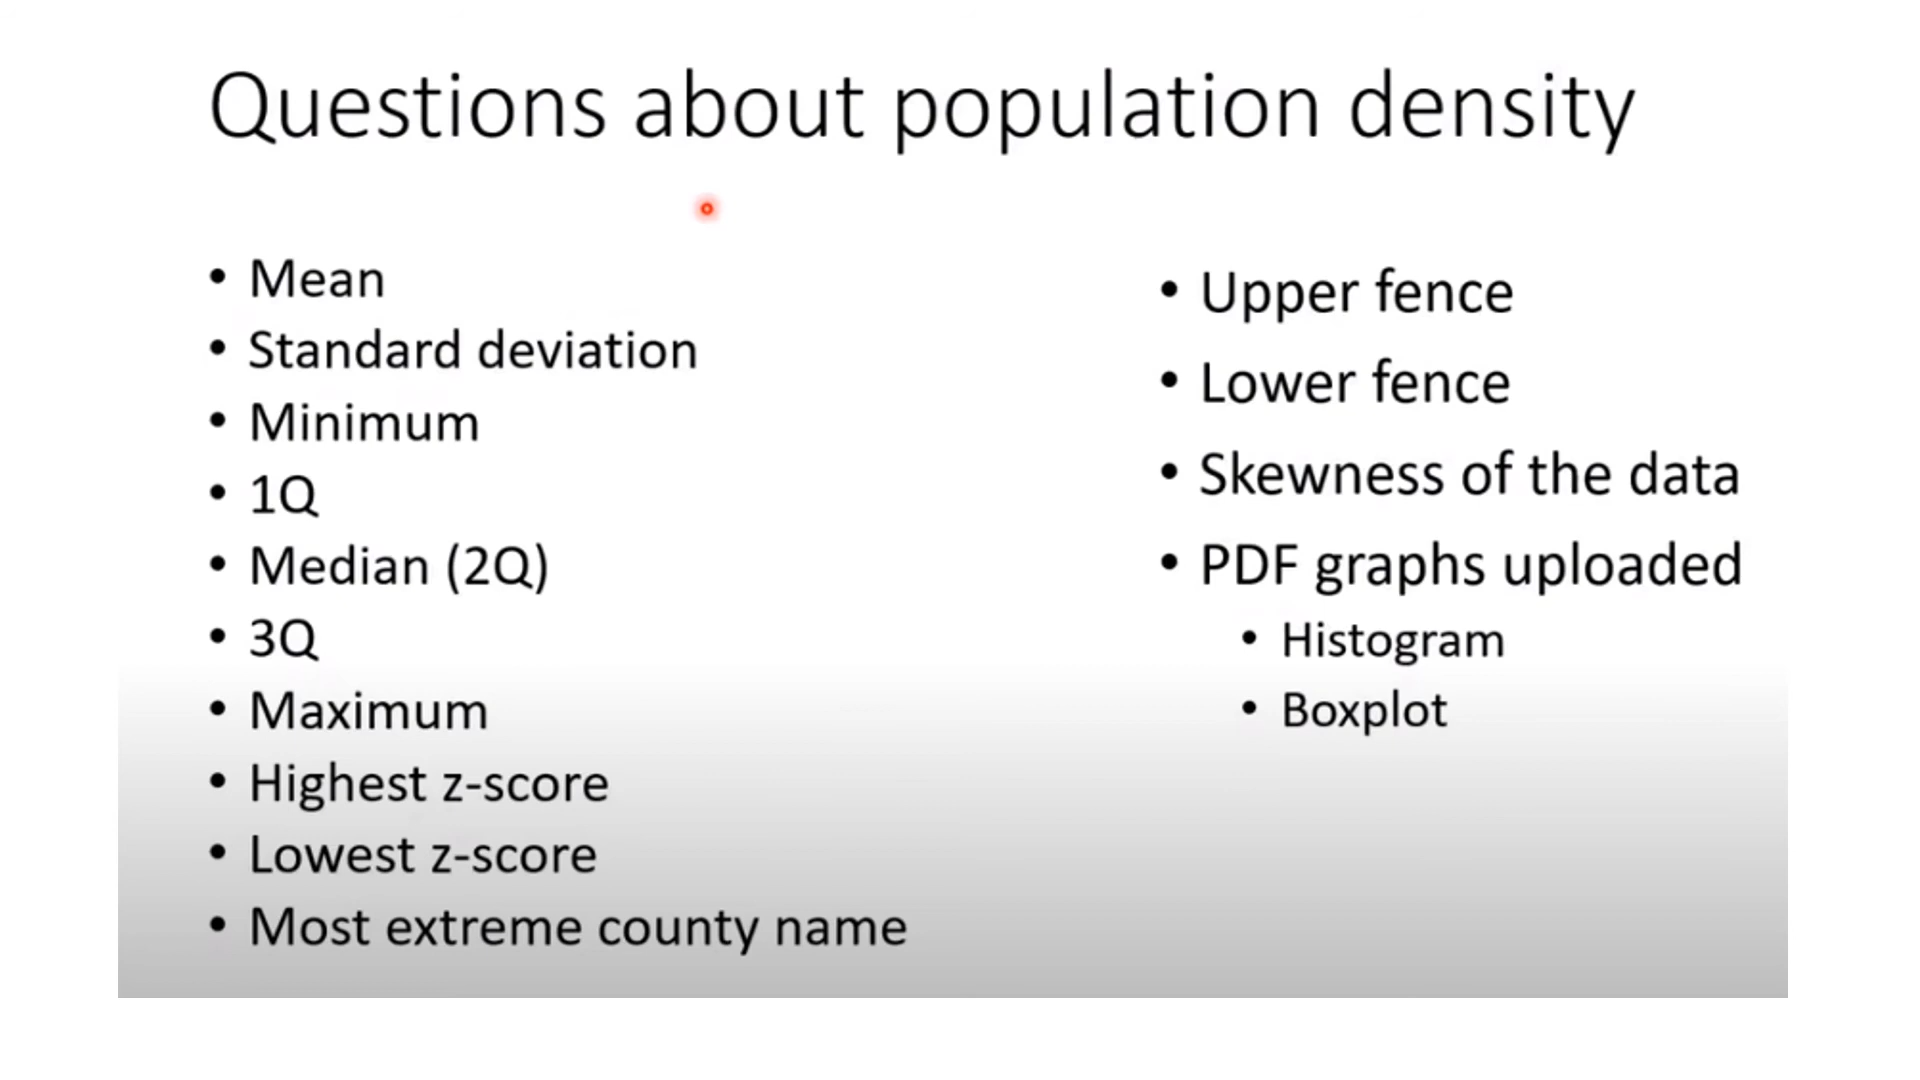 Questions about population density
• Mean
• Standard deviation
• Minimum
• 1Q
• Median (2Q)
• 3Q
• Maximum
• Highest z-score
• Lowest z-score
• Most extreme county name
• Upper fence
• Lower fence
• Skewness of the data
• PDF graphs uploaded
• Histogram
• Boxplot